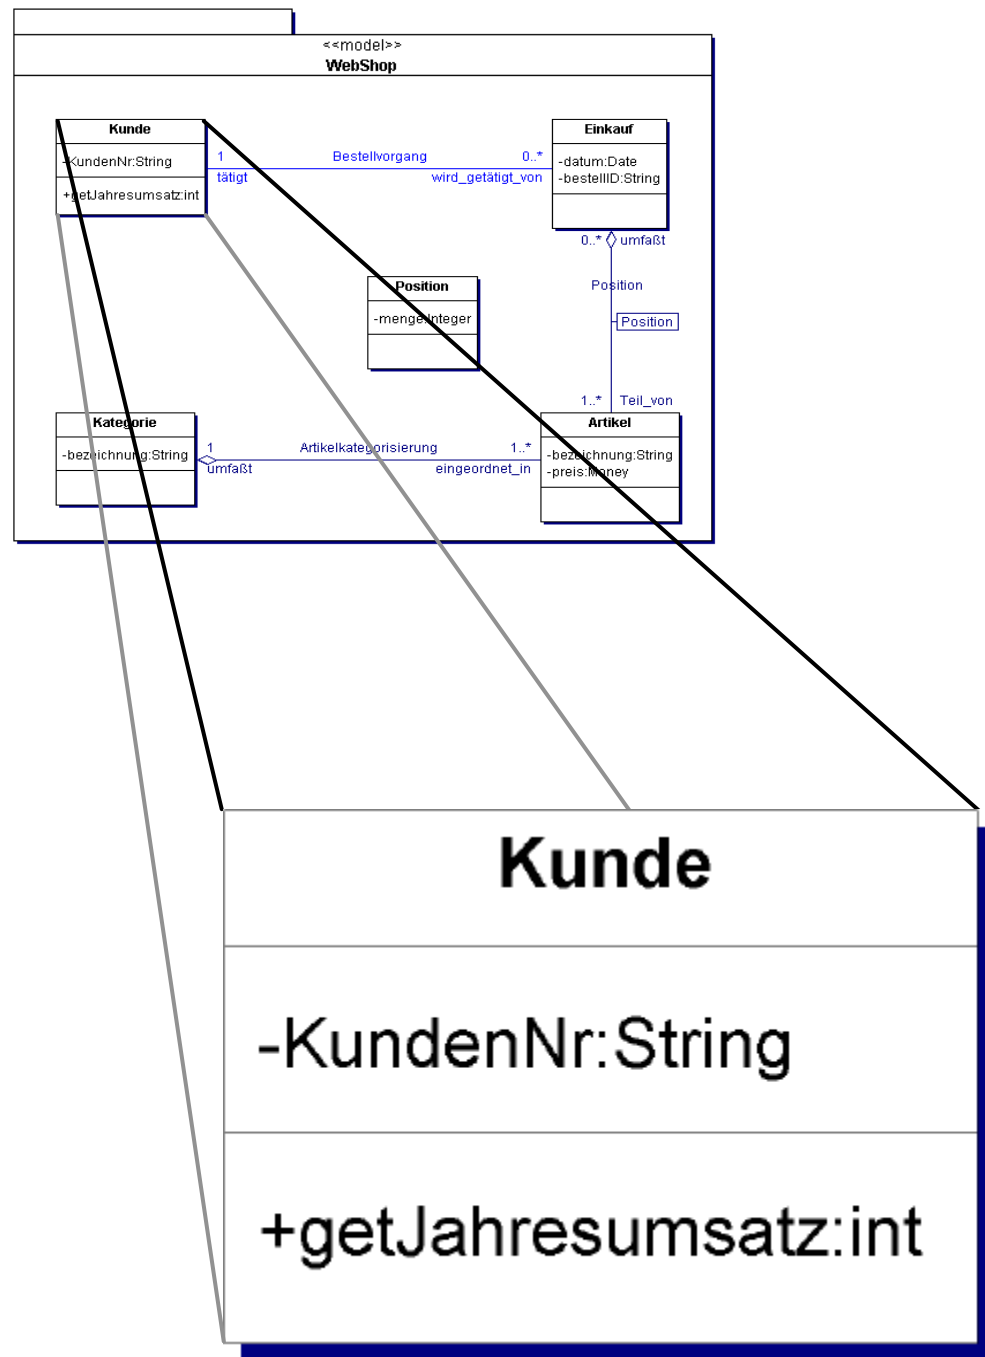 <<model>>
WebShop
Kunde
-KundenNr:String
+getJahresumsatz:int
1 Bestellvorgang 0..*
tätigt wird_getätigt_von
Einkauf
-datum:Date
-bestellID:String
0..* umfaßt
Position
Position
1..* Teil_von
Position
-menge:Integer
Kategorie
-bezeichnung:String
1 Artikelkategorisierung 1..*
umfaßt eingeordnet_in
Artikel
-bezeichnung:String
-preis:Money
Kunde
-KundenNr:String
+getJahresumsatz:int